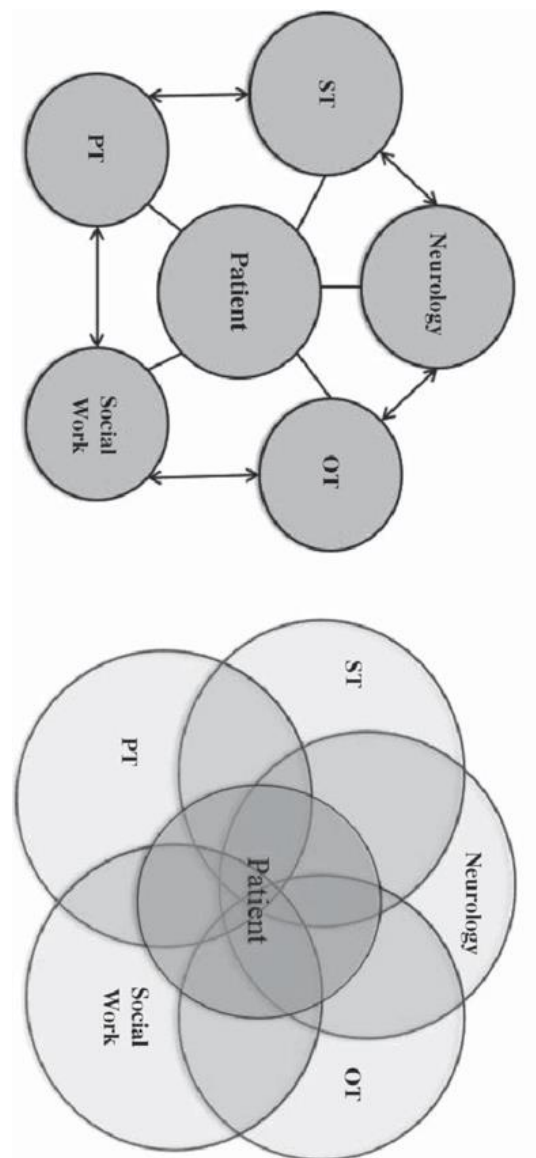 Neurology
ST
OT
Patient
PT
Social
Work
Neurology
ST
OT
Patient
PT
Social
Work